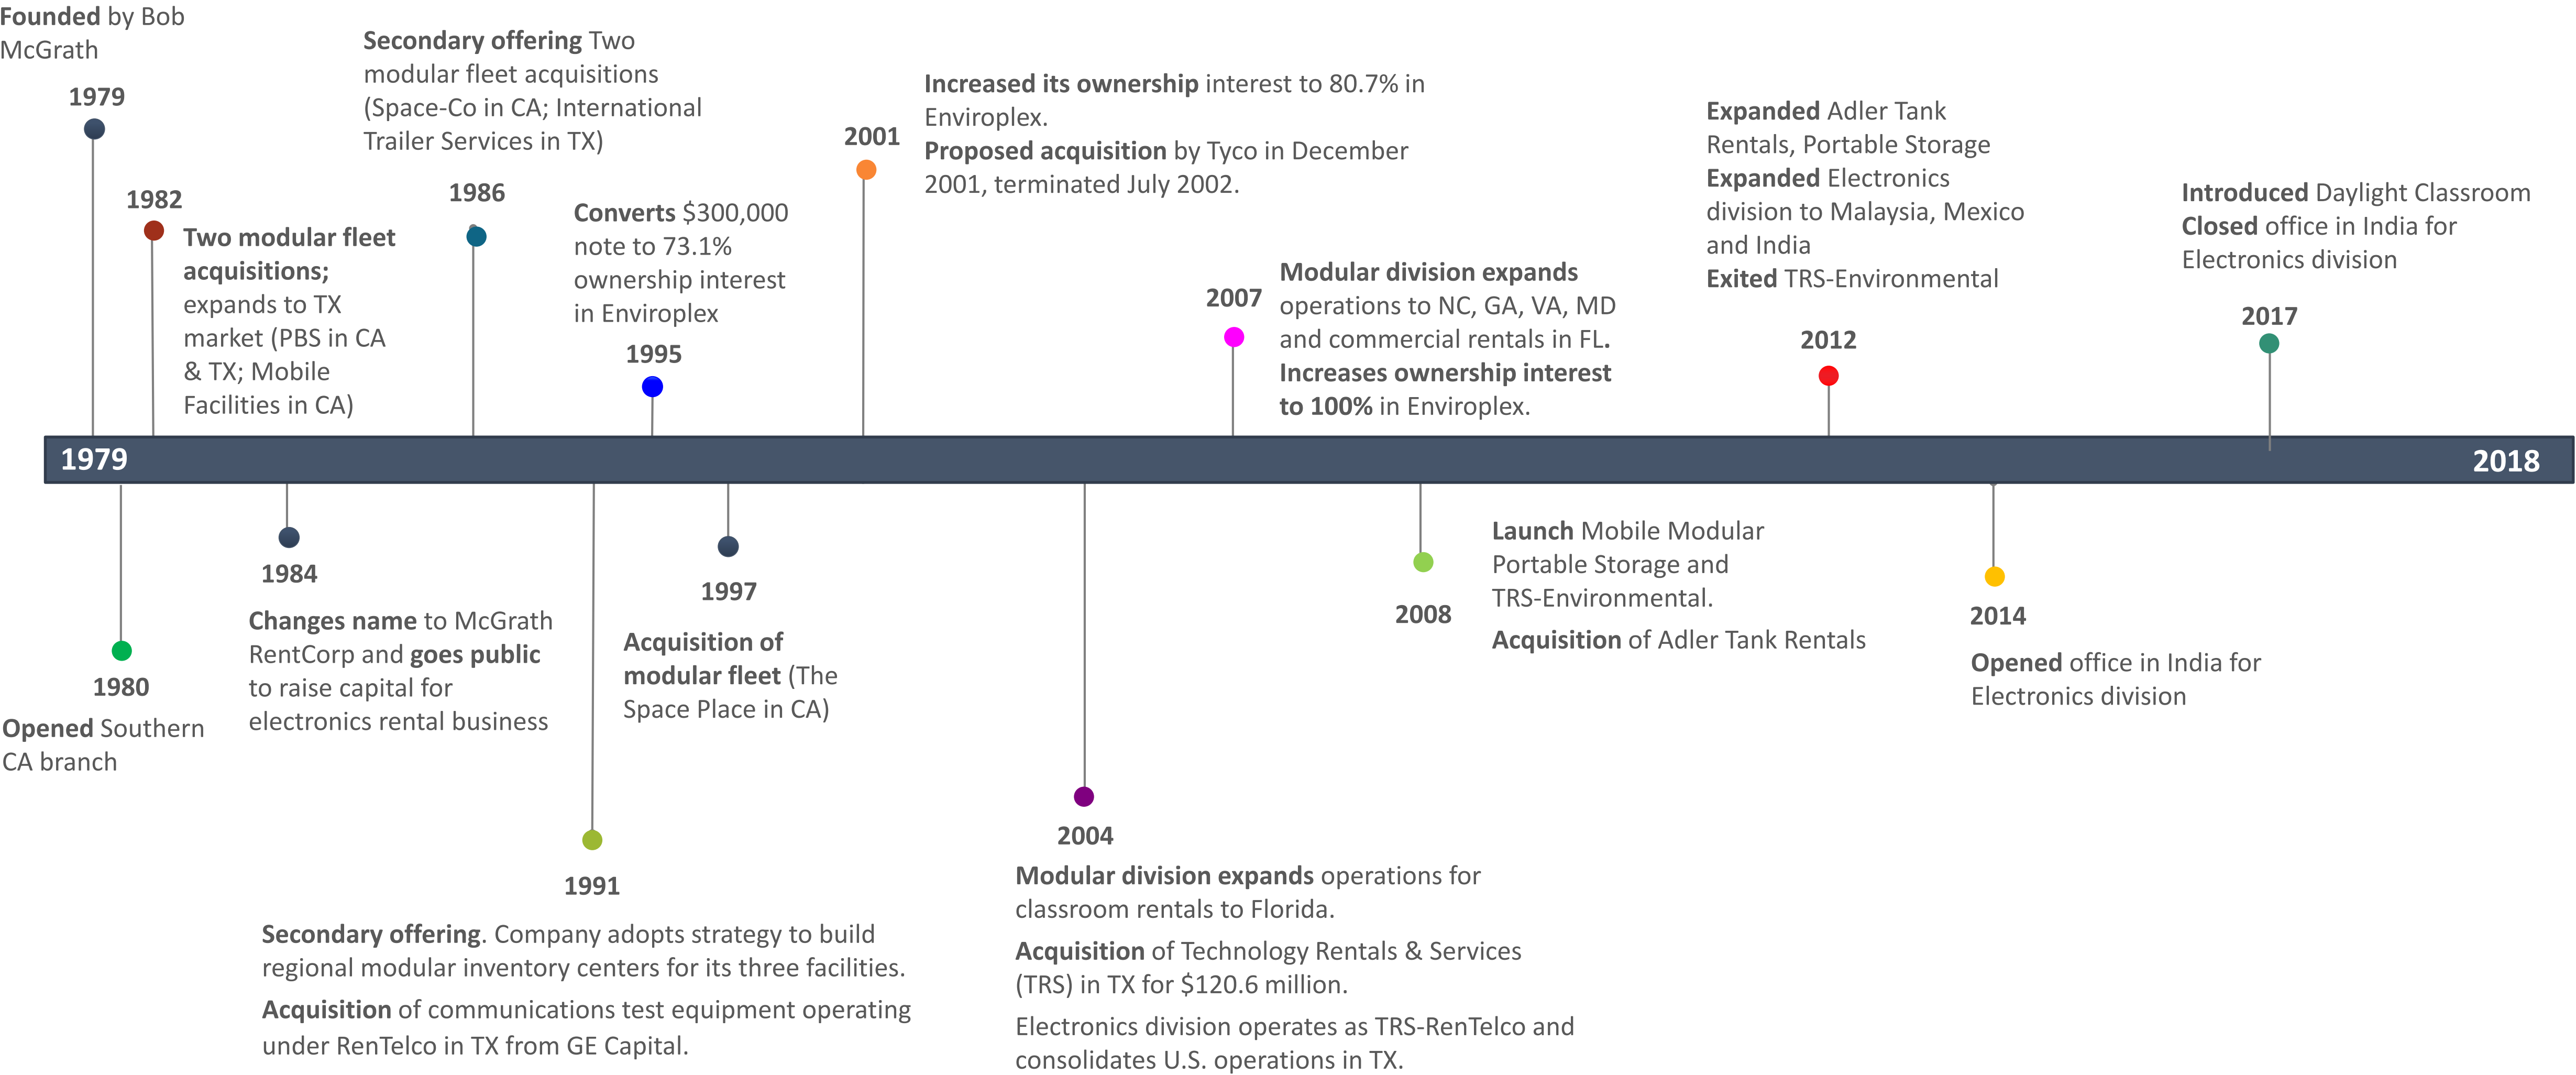 Founded by Bob
McGrath
1979
1982
Two modular fleet
acquisitions;
expands to TX
market (PBS in CA
& TX; Mobile
Facilities in CA)
Secondary offering Two
modular fleet acquisitions
(Space-Co in CA; International
Trailer Services in TX)
1986
Converts $300,000
note to 73.1%
ownership interest
in Enviroplex
1995
2001
Increased its ownership interest to 80.7% in
Enviroplex.
Proposed acquisition by Tyco in December
2001, terminated July 2002.
2007
Modular division expands
operations to NC, GA, VA, MD
and commercial rentals in FL.
Increases ownership interest
to 100% in Enviroplex.
Expanded Adler Tank
Rentals, Portable Storage
Expanded Electronics
division to Malaysia, Mexico
and India
Exited TRS-Environmental
2012
Introduced Daylight Classroom
Closed office in India for
Electronics division
2017
1979
2018
1980
Opened Southern
CA branch
1984
Changes name to McGrath
RentCorp and goes public
to raise capital for
electronics rental business
1991
Secondary offering. Company adopts strategy to build
regional modular inventory centers for its three facilities.
Acquisition of communications test equipment operating
under RenTelco in TX from GE Capital.
1997
Acquisition of
modular fleet (The
Space Place in CA)
2004
Modular division expands operations for
classroom rentals to Florida.
Acquisition of Technology Rentals & Services
(TRS) in TX for $120.6 million.
Electronics division operates as TRS-RenTelco and
consolidates U.S. operations in TX.
2008
Launch Mobile Modular
Portable Storage and
TRS-Environmental.
Acquisition of Adler Tank Rentals
2014
Opened office in India for
Electronics division